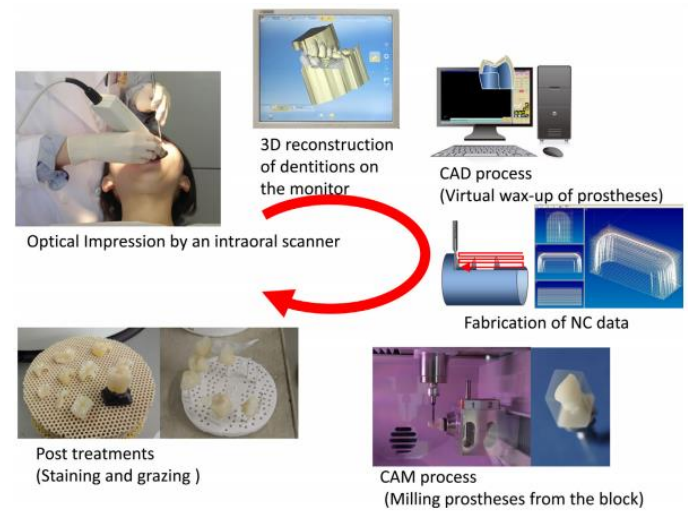 3D reconstruction
of dentitions on
the monitor
CAD process
(Virtual wax-up of prostheses)
Optical Impression by an intraoral scanner
Fabrication of NC data
CAM process
(Milling prostheses from the block)
Post treatments
(Staining and grazing )